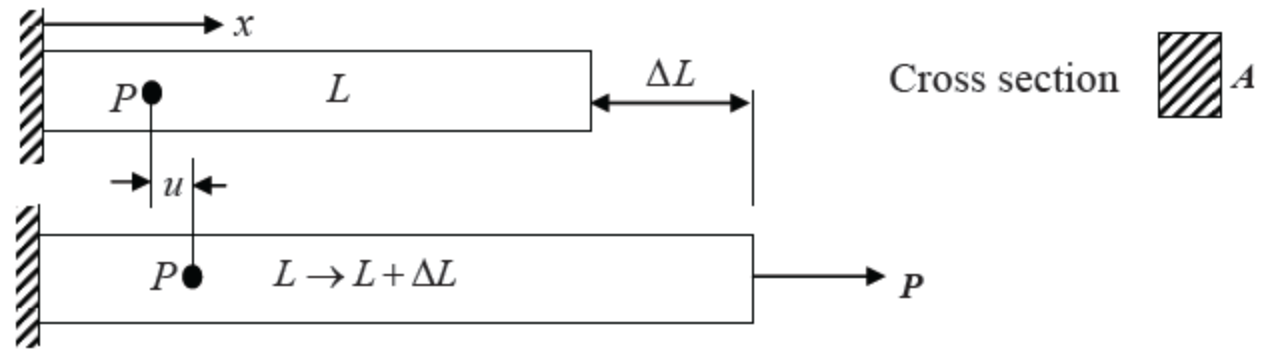 x
P
L
ΔL
Cross section
A
u
P
L → L + ΔL
P